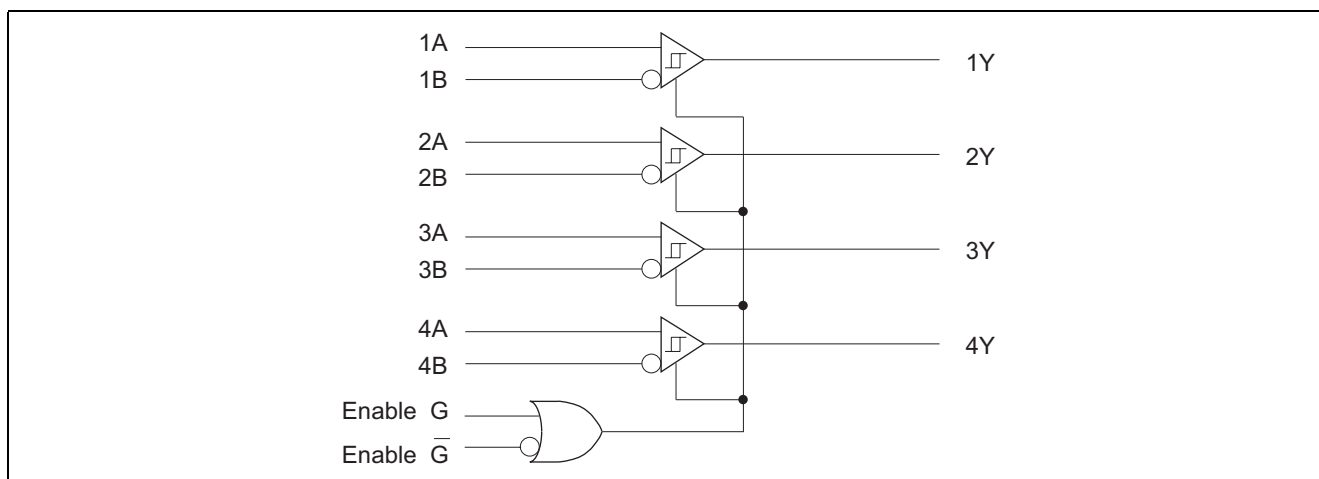 1A
1B
1Y
2A
2B
2Y
3A
3B
3Y
4A
4B
4Y
Enable G
Enable G̅